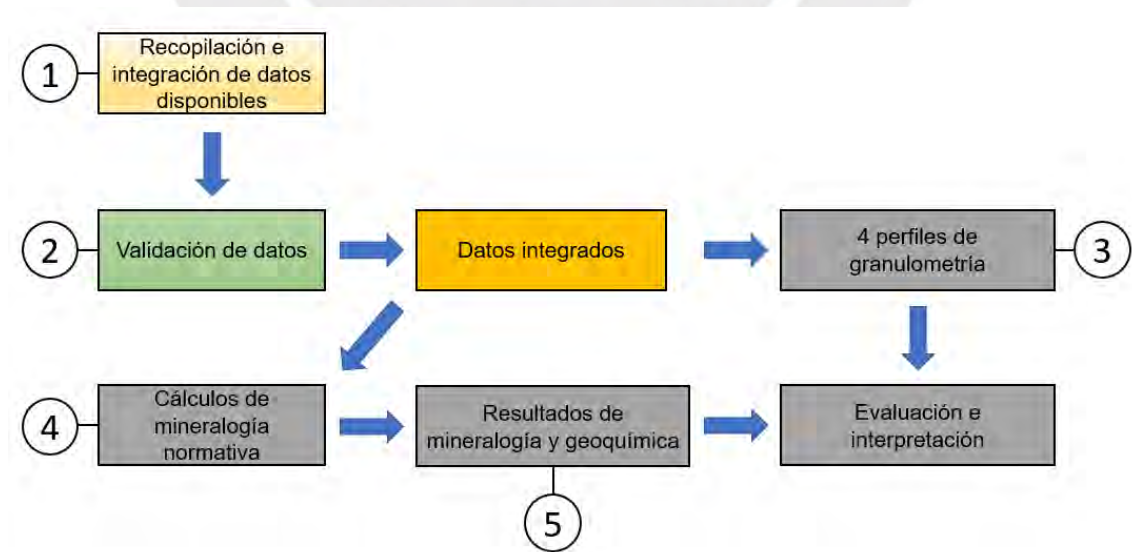 1
Recopilación e
integración de datos
disponibles
2
Validación de datos
Datos integrados
4 perfiles de
granulometría
3
4
Cálculos de
mineralogía
normativa
Resultados de
mineralogía y geoquímica
Evaluación e
interpretación
5